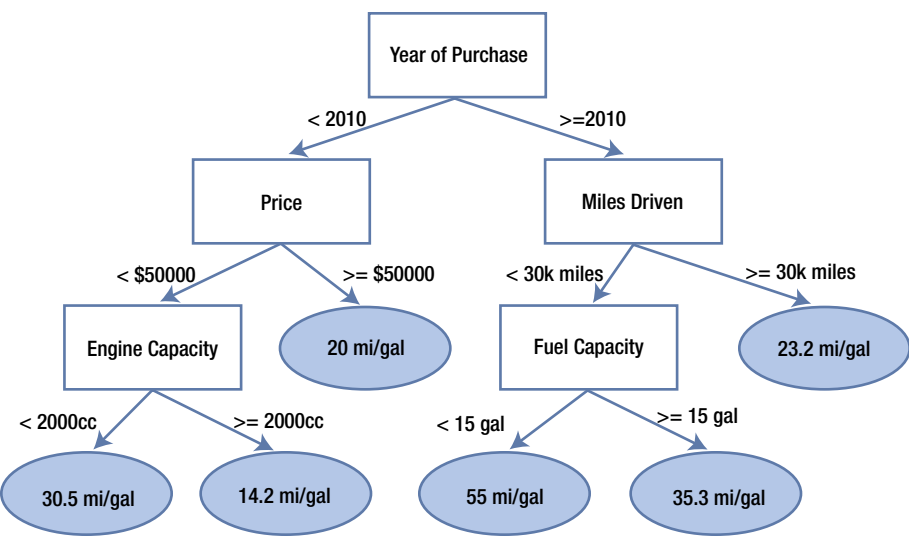 Year of Purchase
< 2010
>=2010
Price
Miles Driven
< $50000
>= $50000
< 30k miles
>= 30k miles
Engine Capacity
20 mi/gal
Fuel Capacity
23.2 mi/gal
< 2000cc
>= 2000cc
< 15 gal
>= 15 gal
30.5 mi/gal
14.2 mi/gal
55 mi/gal
35.3 mi/gal